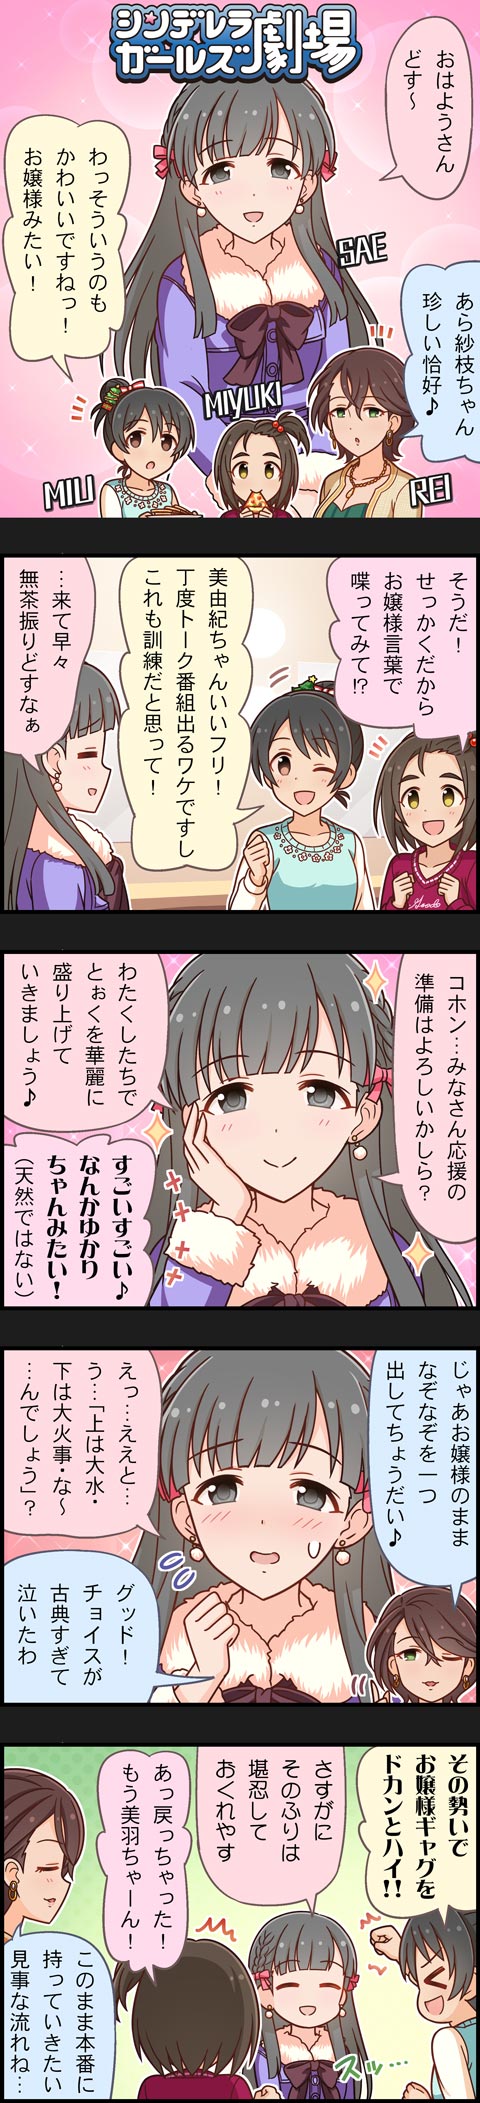 シンデレラ
ガールズ劇場
おはようさん
どす～
わっそういうのも
かわいいですねっ！
お嬢様みたい！
SAE
あら紗枝ちゃん
珍しい恰好♪
MIYUKI
MIU
REI
そうだ！
せっかくだから
お嬢様言葉で
喋ってみて!?
美由紀ちゃんいいフリ！
丁度トーク番組出るワケですし
これも訓練だと思って！
…来て早々
無茶振りどすなぁ
コホン…みなさん応援の
準備はよろしいかしら？
わたくしたちで
とぉくを華麗に
盛り上げて
いきましょう♪
すごいすごい♪
なんかゆかり
ちゃんみたい！
（天然ではない）
じゃあお嬢様のまま
なぞなぞを一つ
出してちょうだい♪
えっ…ええと…
う…「上は大水・
下は大火事・な～
…んでしょう」？
グッド！
チョイスが
古典すぎて
泣いたわ
その勢いで
お嬢様ギャグを
ドカンとハイ!!
さすがに
そのふりは
堪忍して
おくれやす
あっ戻っちゃった！
もう美羽ちゃーん！
スッ…
このまま本番に
持っていきたい
見事な流れね…